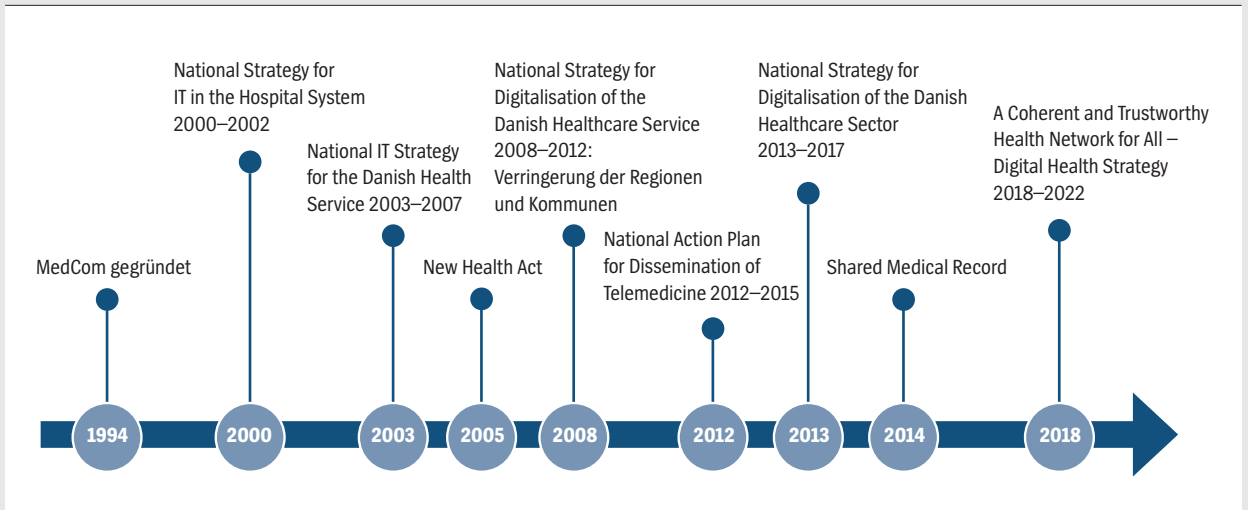 MedCom gegründet
National Strategy for
IT in the Hospital System
2000–2002
National IT Strategy
for the Danish Health
Service 2003–2007
New Health Act
National Strategy for
Digitalisation of the
Danish Healthcare Service
2008–2012:
Verringerung der Regionen
und Kommunen
National Action Plan
for Dissemination of
Telemedicine 2012–2015
National Strategy for
Digitalisation of the Danish
Healthcare Sector
2013–2017
Shared Medical Record
A Coherent and Trustworthy
Health Network for All –
Digital Health Strategy
2018–2022
1994
2000
2003
2005
2008
2012
2013
2014
2018